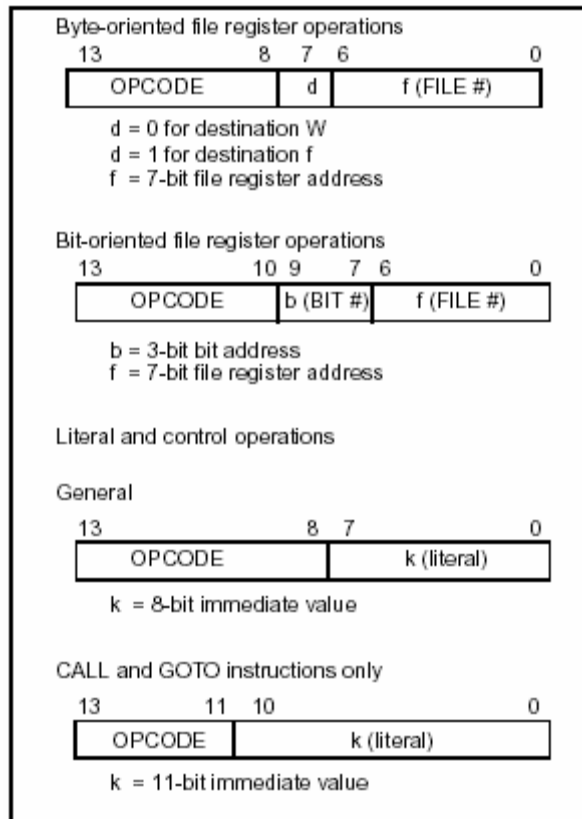 Byte-oriented file register operations
13 8 7 6 0
OPCODE d f (FILE #)
d = 0 for destination W
d = 1 for destination f
f = 7-bit file register address
Bit-oriented file register operations
13 10 9 7 6 0
OPCODE b (BIT #) f (FILE #)
b = 3-bit bit address
f = 7-bit file register address
Literal and control operations
General
13 8 7 0
OPCODE k (literal)
k = 8-bit immediate value
CALL and GOTO instructions only
13 11 10 0
OPCODE k (literal)
k = 11-bit immediate value